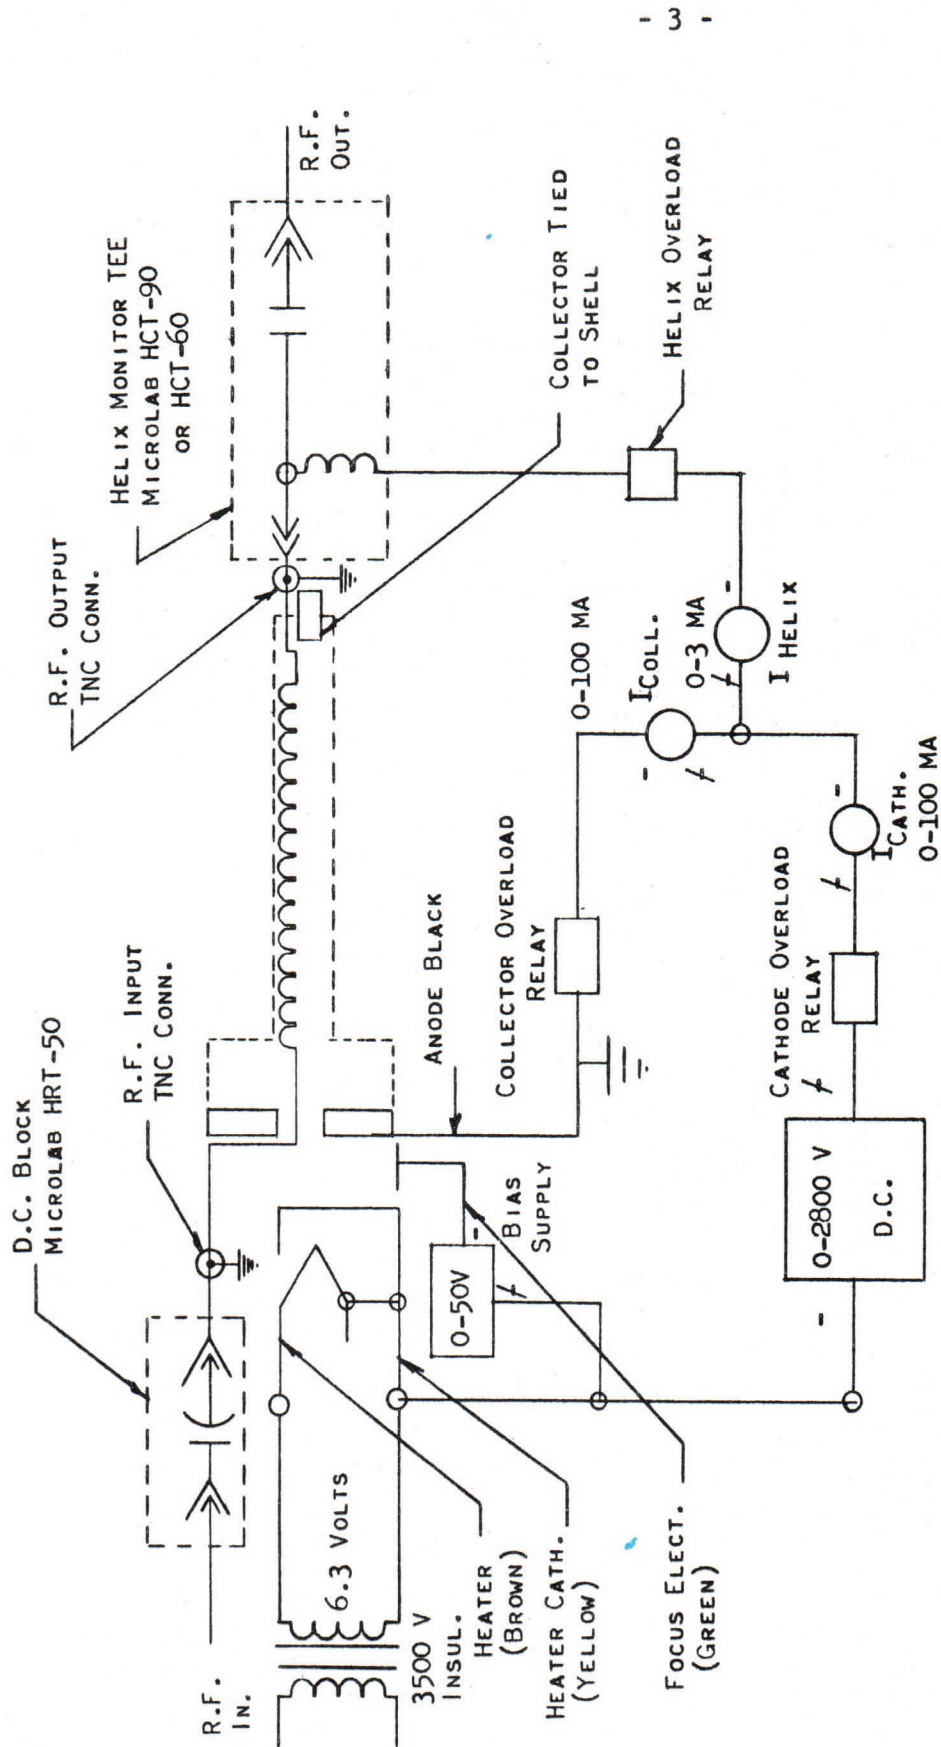 - 3 -
R.F.
OUT.
HELIX MONITOR TEE
MICROLAB HCT-90
OR HCT-60
R.F. OUTPUT
TNC CONN.
COLLECTOR TIED
TO SHELL
HELIX OVERLOAD
RELAY
D.C. BLOCK
MICROLAB HRT-50
R.F. INPUT
TNC CONN.
ANODE BLACK
COLLECTOR OVERLOAD
RELAY
0-100 MA
I COLL.
-
+
0-3 MA
-
+
I HELIX
CATHODE OVERLOAD
RELAY
-
+
I CATH.
0-100 MA
+
0-2800 V
D.C.
-
BIAS
SUPPLY
-
0-50V
+
R.F.
IN.
6.3 VOLTS
3500 V
INSUL.
HEATER
(BROWN)
HEATER CATH.
(YELLOW)
FOCUS ELECT.
(GREEN)